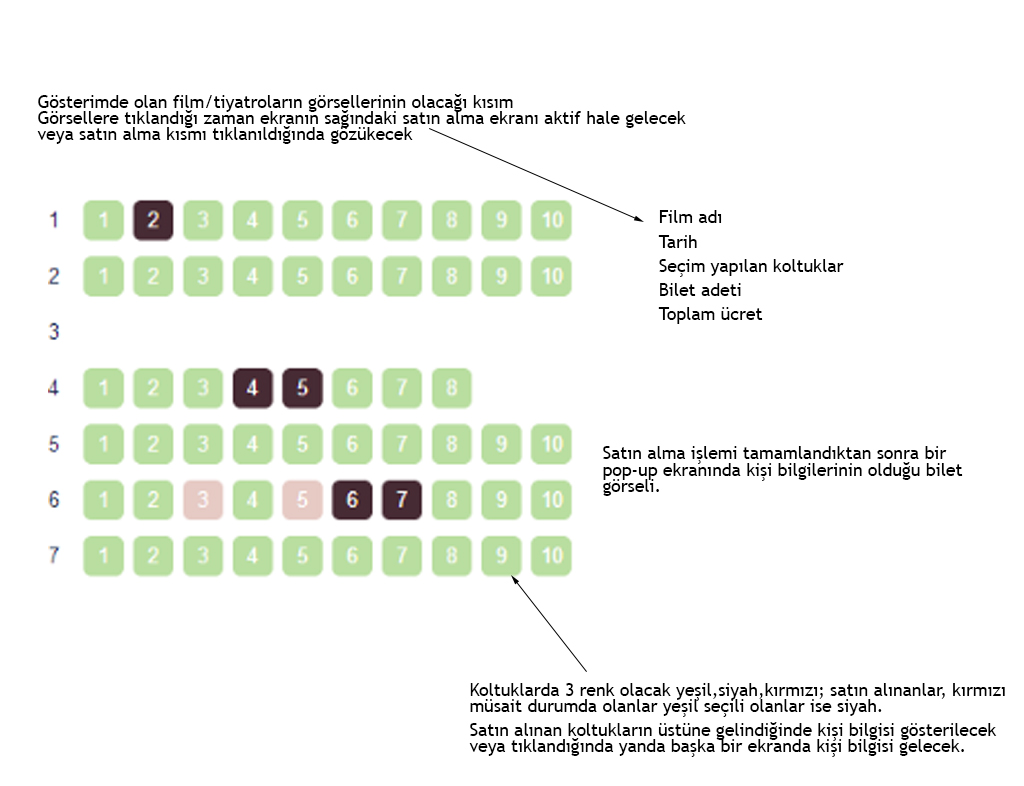 Gösterimde olan film/tiyatroların görsellerinin olacağı kısım
Görsellere tıklandığı zaman ekranın sağındaki satın alma ekranı aktif hale gelecek
veya satın alma kısmı tıklanıldığında gözükecek
1 1 2 3 4 5 6 7 8 9 10
2 1 2 3 4 5 6 7 8 9 10
3
4 1 2 3 4 5 6 7 8
5 1 2 3 4 5 6 7 8 9 10
6 1 2 3 4 5 6 7 8 9 10
7 1 2 3 4 5 6 7 8 9 10
Film adı
Tarih
Seçim yapılan koltuklar
Bilet adeti
Toplam ücret
Satın alma işlemi tamamlandıktan sonra bir
pop-up ekranında kişi bilgilerinin olduğu bilet
görseli.
Koltuklarda 3 renk olacak yeşil,siyah,kırmızı; satın alınanlar, kırmızı
müsait durumda olanlar yeşil seçili olanlar ise siyah.
Satın alınan koltukların üstüne gelindiğinde kişi bilgisi gösterilecek
veya tıklandığında yanda başka bir ekranda kişi bilgisi gelecek.